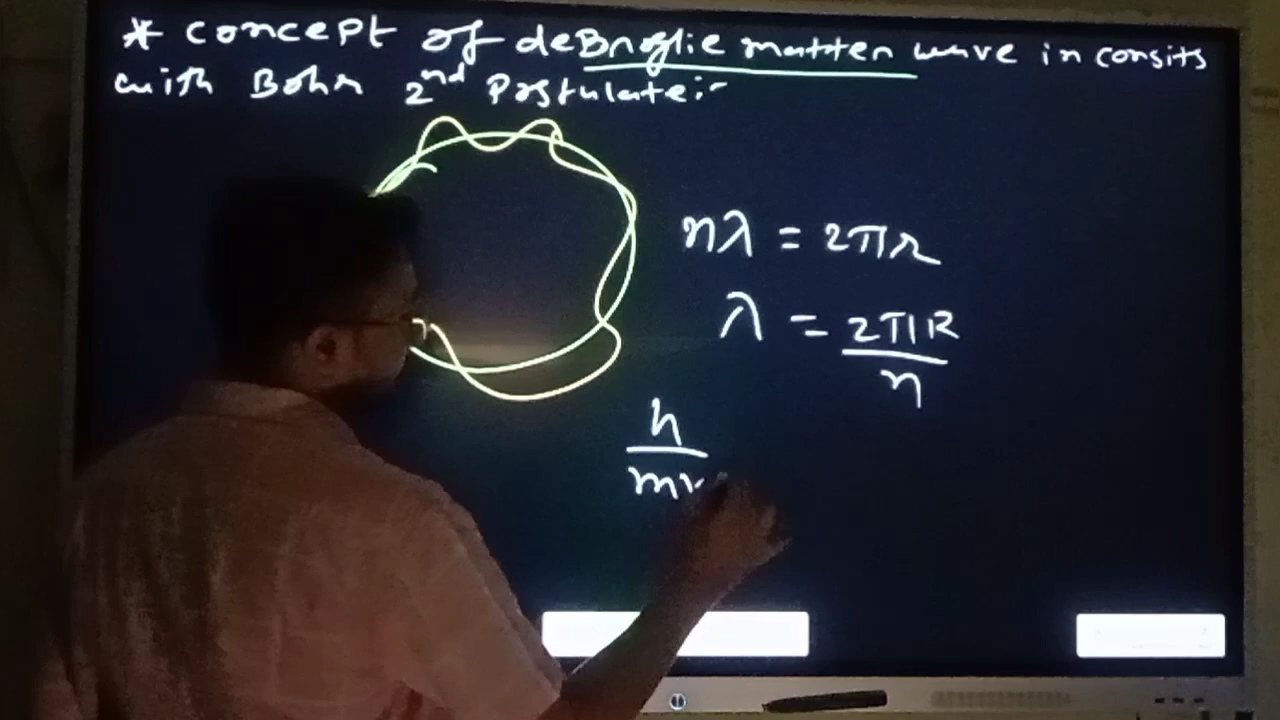 * concept of deBroglie matter wave in consits
with Bohr 2nd Postulate:-
nλ = 2πr
λ = 2πR/n
h/mv